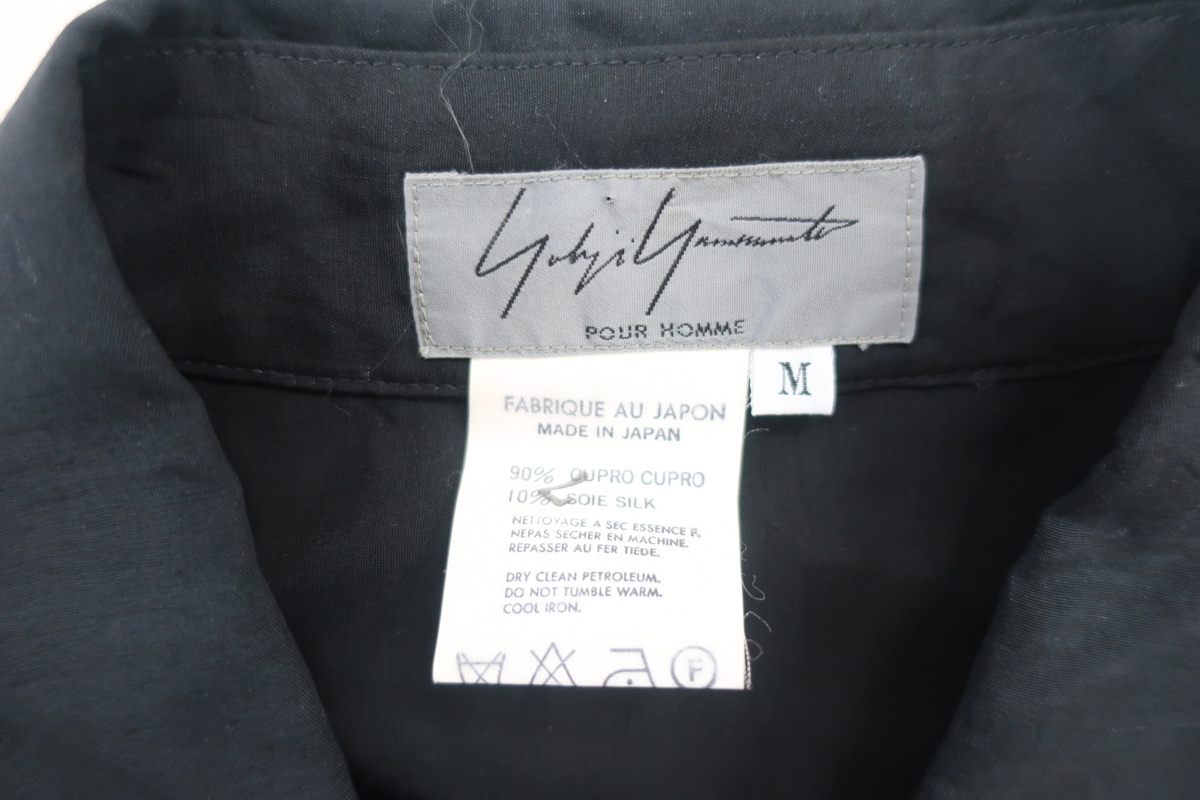 Yohji Yamamoto
POUR HOMME
M
FABRIQUE AU JAPON
MADE IN JAPAN
90% CUPRO CUPRO
10% SOIE SILK
NETTOYAGE A SEC ESSENCE F,
NEPAS SECHER EN MACHINE.
REPASSER AU FER TIEDE.
DRY CLEAN PETROLEUM.
DO NOT TUMBLE WARM.
COOL IRON.
F